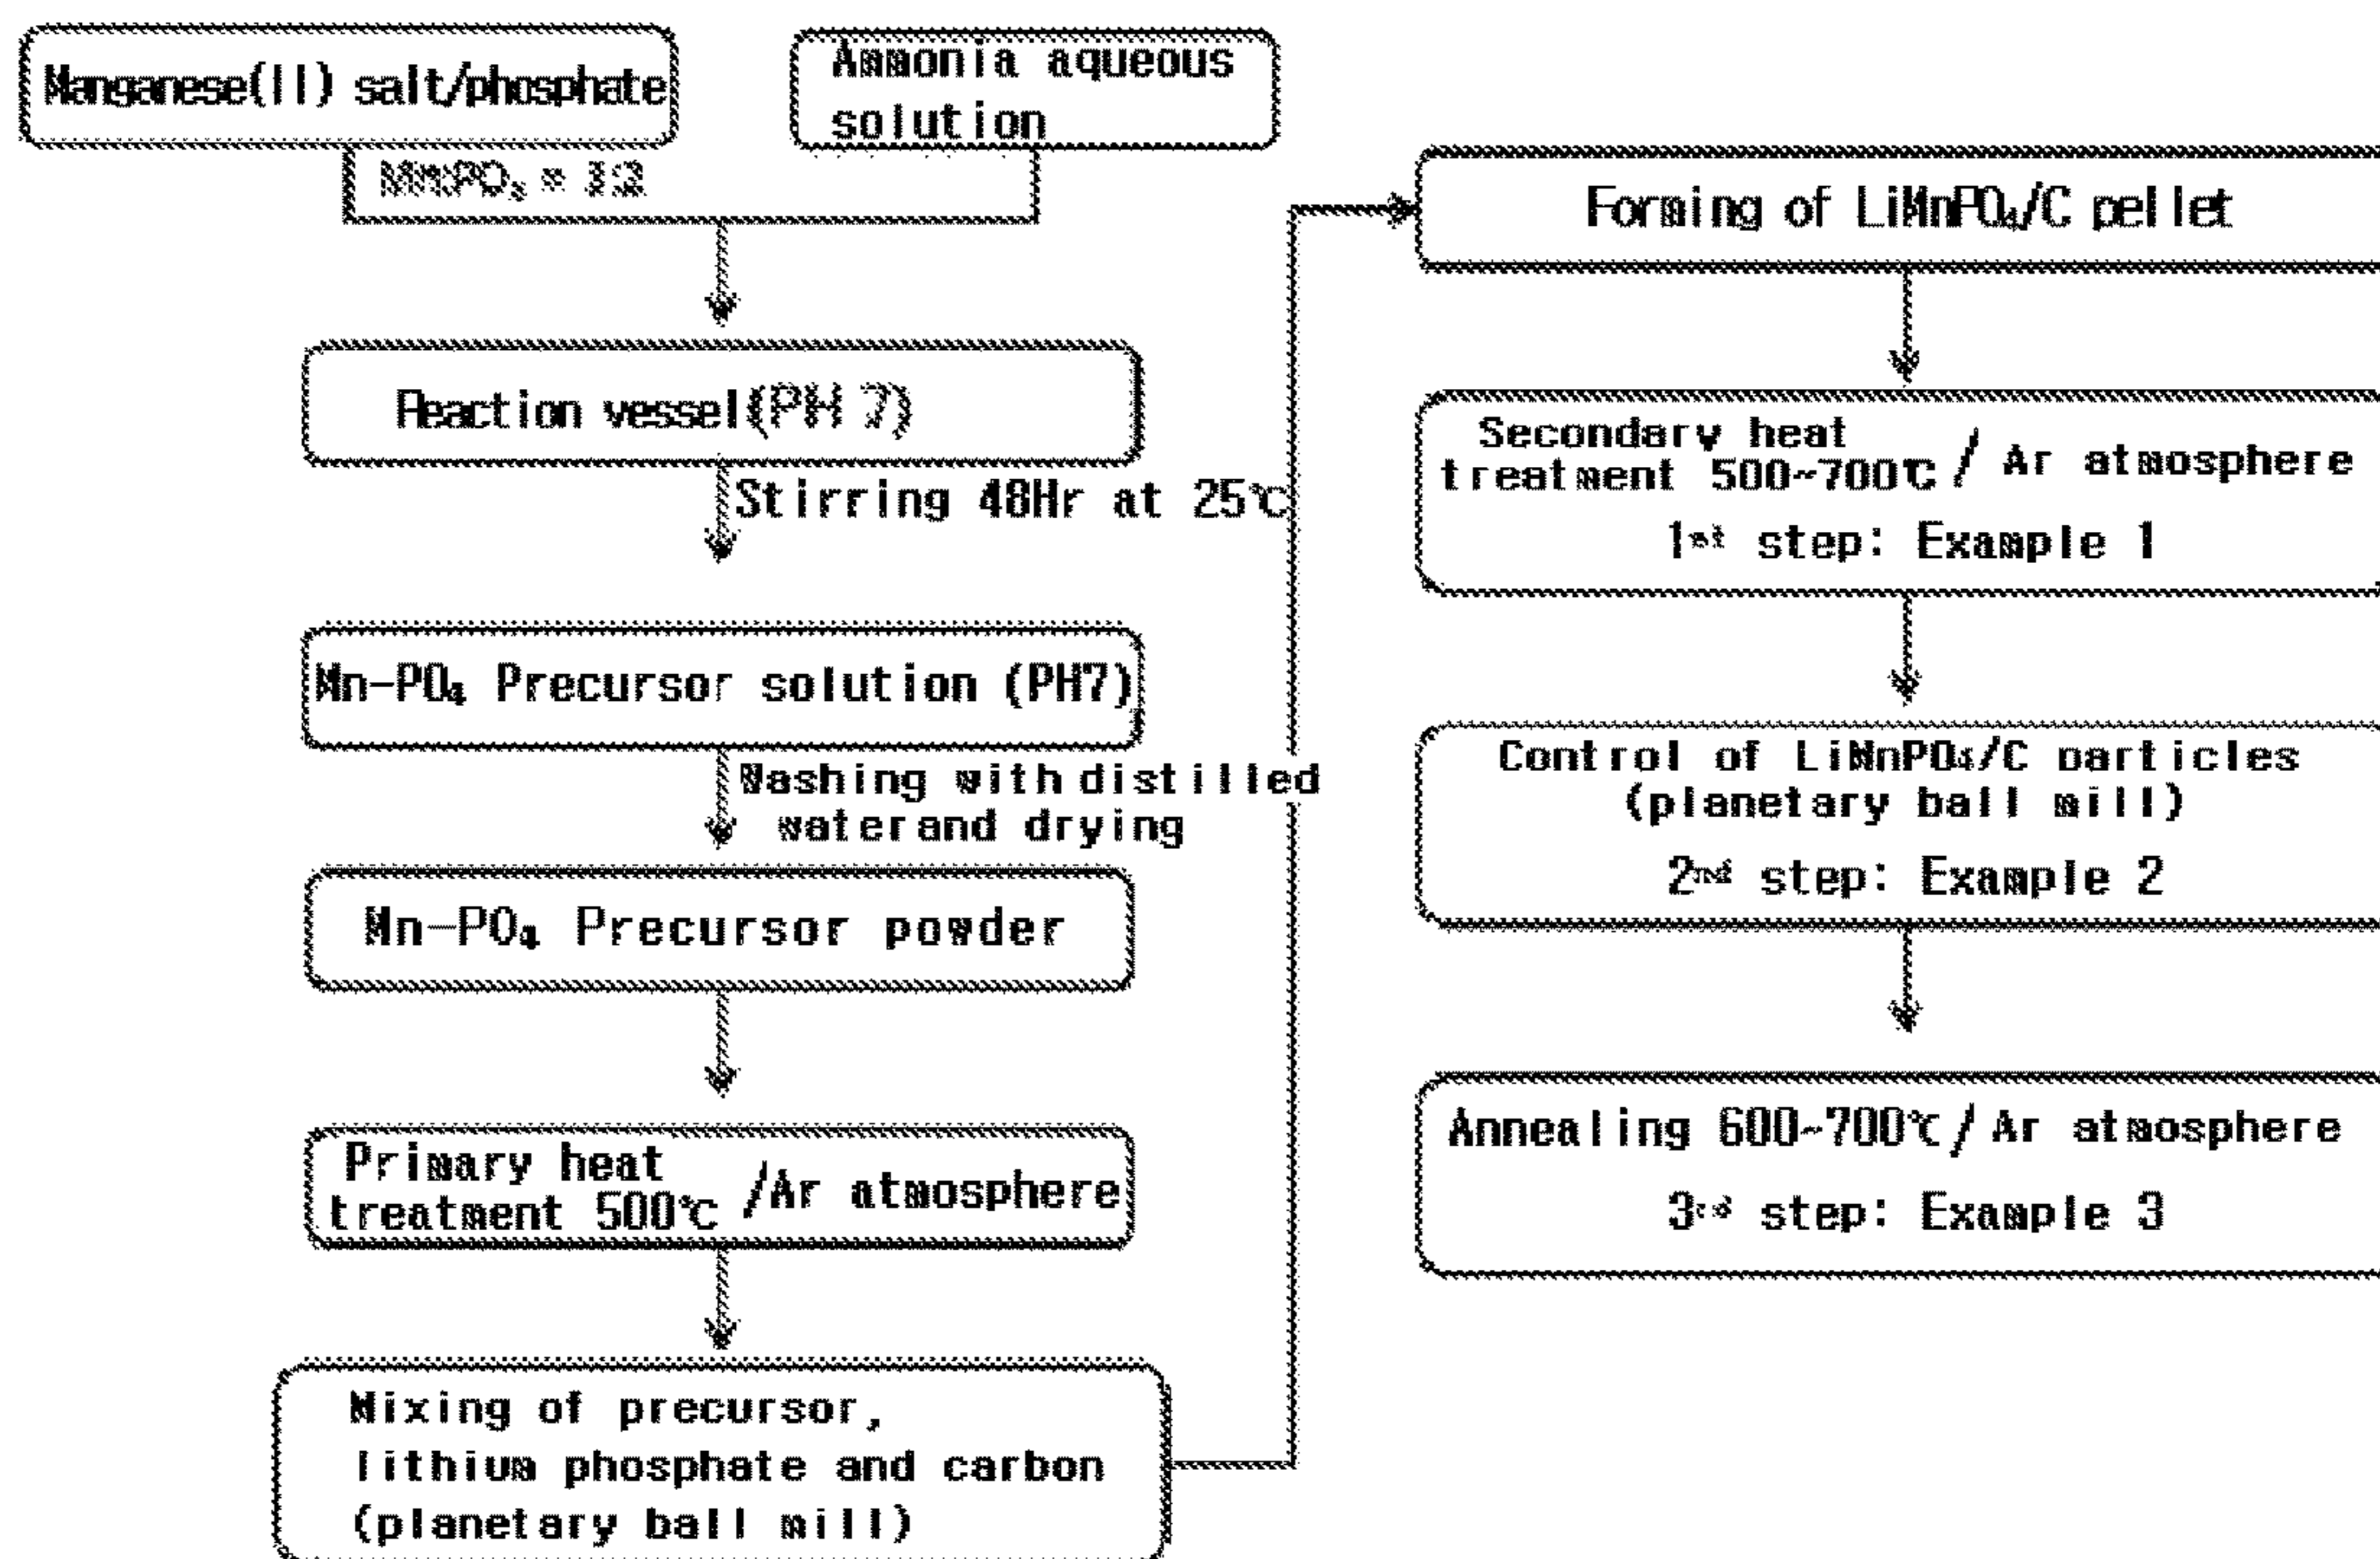 Manganese(II) salt/phosphate
Ammonia aqueous
solution
Reaction vessel(PH 7)
Stirring 48Hr at 25℃
Mn-PO₄ Precursor solution (PH7)
Washing with distilled
waterand drying
Mn-PO₄ Precursor powder
Primary heat
treatment 500℃ /Ar atmosphere
Mixing of precursor,
lithium phosphate and carbon
(planetary ball mill)
Forming of LiMnPO₄/C pellet
Secondary heat
treatment 500~700℃ / Ar atmosphere
1st step: Example 1
Control of LiMnPO₄/C particles
(planetary ball mill)
2nd step: Example 2
Annealing 600~700℃/ Ar atmosphere
3rd step: Example 3